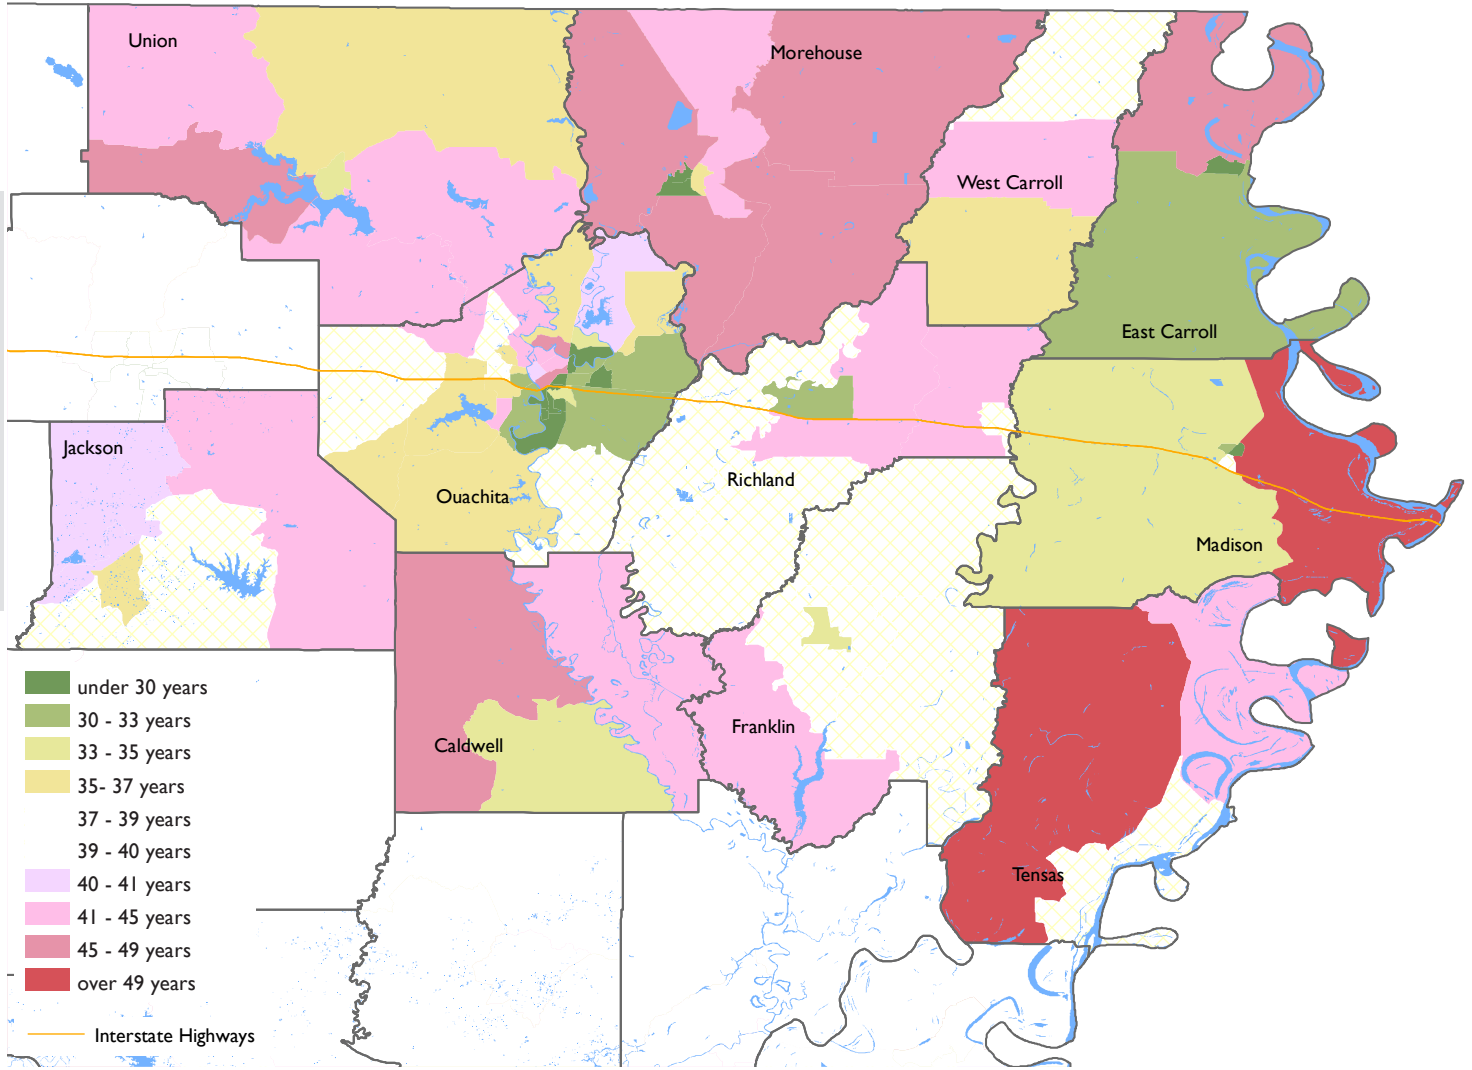 Union
Morehouse
West Carroll
East Carroll
Jackson
Richland
Ouachita
Madison
Franklin
Caldwell
Tensas
under 30 years
30 - 33 years
33 - 35 years
35- 37 years
37 - 39 years
39 - 40 years
40 - 41 years
41 - 45 years
45 - 49 years
over 49 years
Interstate Highways